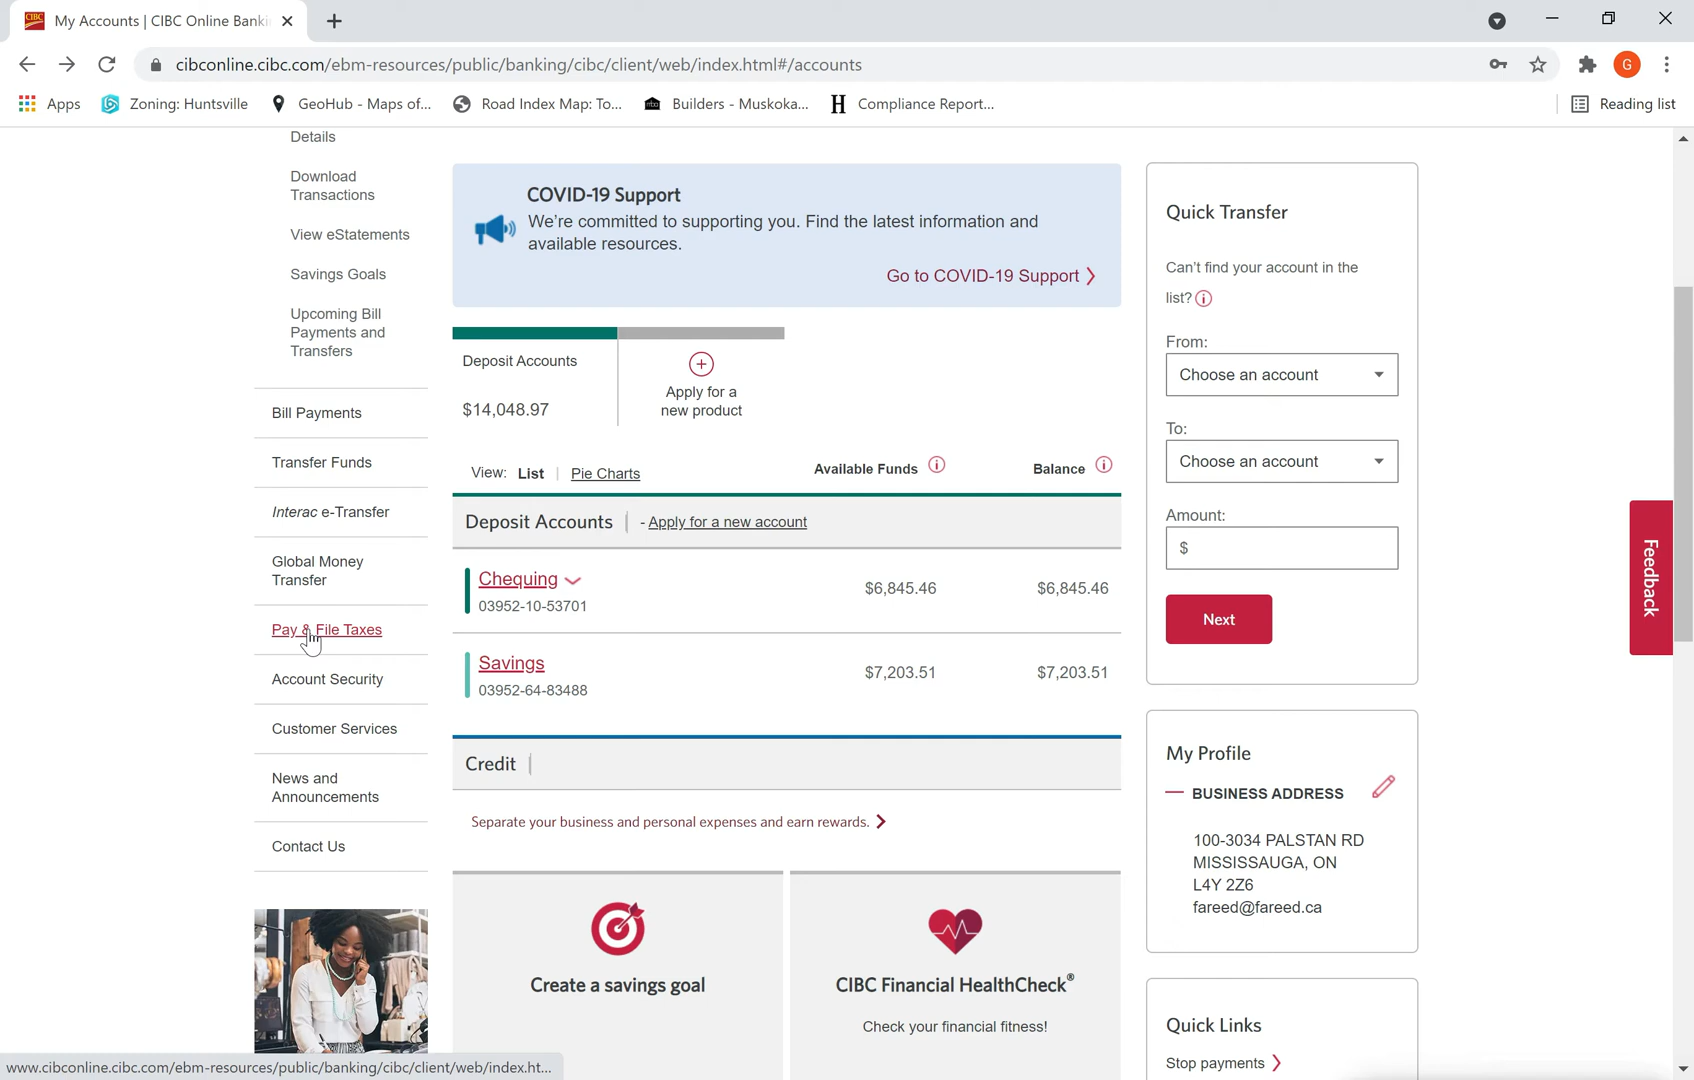 CIBC
My Accounts | CIBC Online Banki
cibconline.cibc.com/ebm-resources/public/banking/cibc/client/web/index.html#/accounts
G
Apps
Zoning: Huntsville
GeoHub - Maps of...
Road Index Map: To...
Builders - Muskoka...
H Compliance Report...
Reading list
Details
Download
Transactions
View eStatements
Savings Goals
Upcoming Bill
Payments and
Transfers
Bill Payments
Transfer Funds
Interac e-Transfer
Global Money
Transfer
Pay & File Taxes
Account Security
Customer Services
News and
Announcements
Contact Us
COVID-19 Support
We're committed to supporting you. Find the latest information and
available resources.
Go to COVID-19 Support
Deposit Accounts
$14,048.97
Apply for a
new product
View: List | Pie Charts
Available Funds
Balance
Deposit Accounts | - Apply for a new account
Chequing
03952-10-53701
$6,845.46
$6,845.46
Savings
03952-64-83488
$7,203.51
$7,203.51
Credit
Separate your business and personal expenses and earn rewards.
Create a savings goal
CIBC Financial HealthCheck®
Check your financial fitness!
Quick Transfer
Can't find your account in the
list?
From:
Choose an account
To:
Choose an account
Amount:
$
Next
My Profile
BUSINESS ADDRESS
100-3034 PALSTAN RD
MISSISSAUGA, ON
L4Y 2Z6
fareed@fareed.ca
Quick Links
Stop payments
Feedback
www.cibconline.cibc.com/ebm-resources/public/banking/cibc/client/web/index.ht...